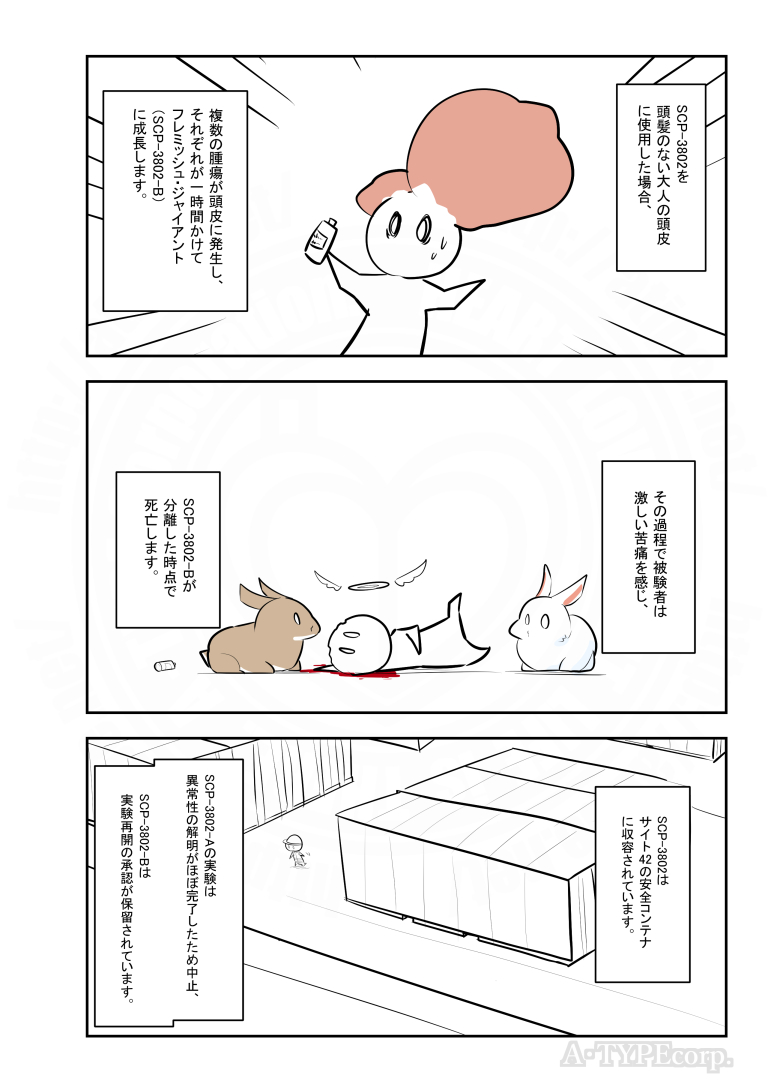 SCP-3802を
頭髪のない大人の頭皮
に使用した場合、
複数の腫瘍が頭皮に発生し、
それぞれが一時間かけて
フレミッシュ・ジャイアント
(SCP-3802-B)
に成長します。
その過程で被験者は
激しい苦痛を感じ、
SCP-3802-Bが
分離した時点で
死亡します。
SCP-3802は
サイト42の安全コンテナ
に収容されています。
SCP-3802-Aの実験は
異常性の解明がほぼ完了したため中止、
SCP-3802-Bは
実験再開の承認が保留されています。
A・TYPEcorp.